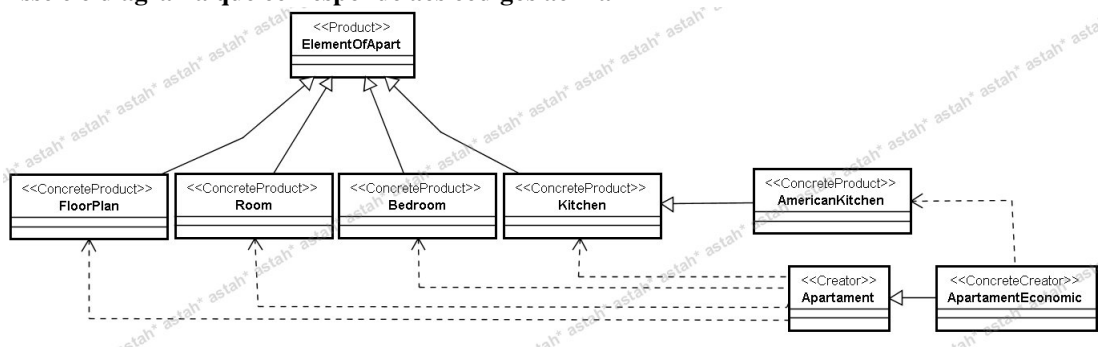 <<Product>>
ElementOfApart
<<ConcreteProduct>>
FloorPlan
<<ConcreteProduct>>
Room
<<ConcreteProduct>>
Bedroom
<<ConcreteProduct>>
Kitchen
<<ConcreteProduct>>
AmericanKitchen
<<Creator>>
Apartament
<<ConcreteCreator>>
ApartamentEconomic